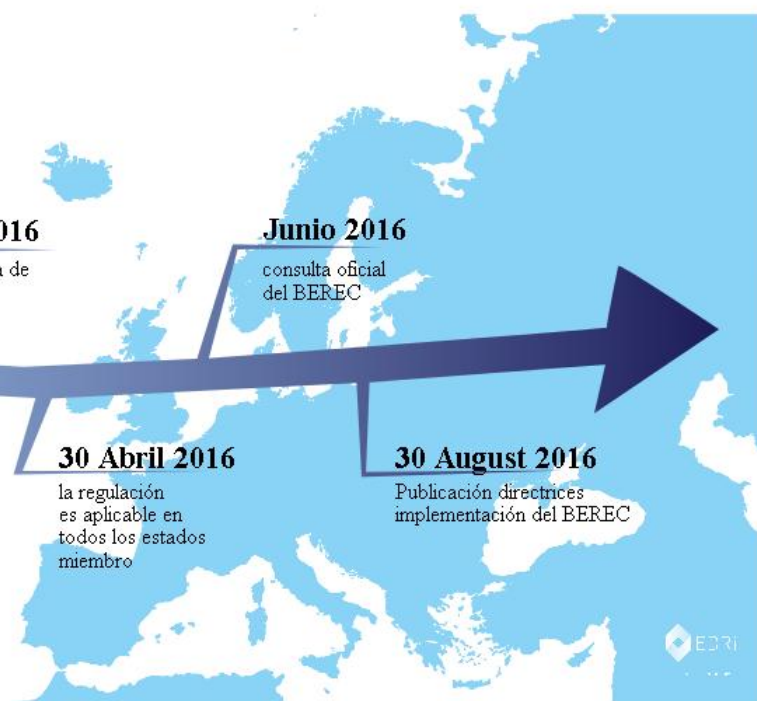 016
n de
Junio 2016
consulta oficial
del BEREC
30 Abril 2016
la regulación
es aplicable en
todos los estados
miembro
30 August 2016
Publicación directrices
implementación del BEREC
EDRi